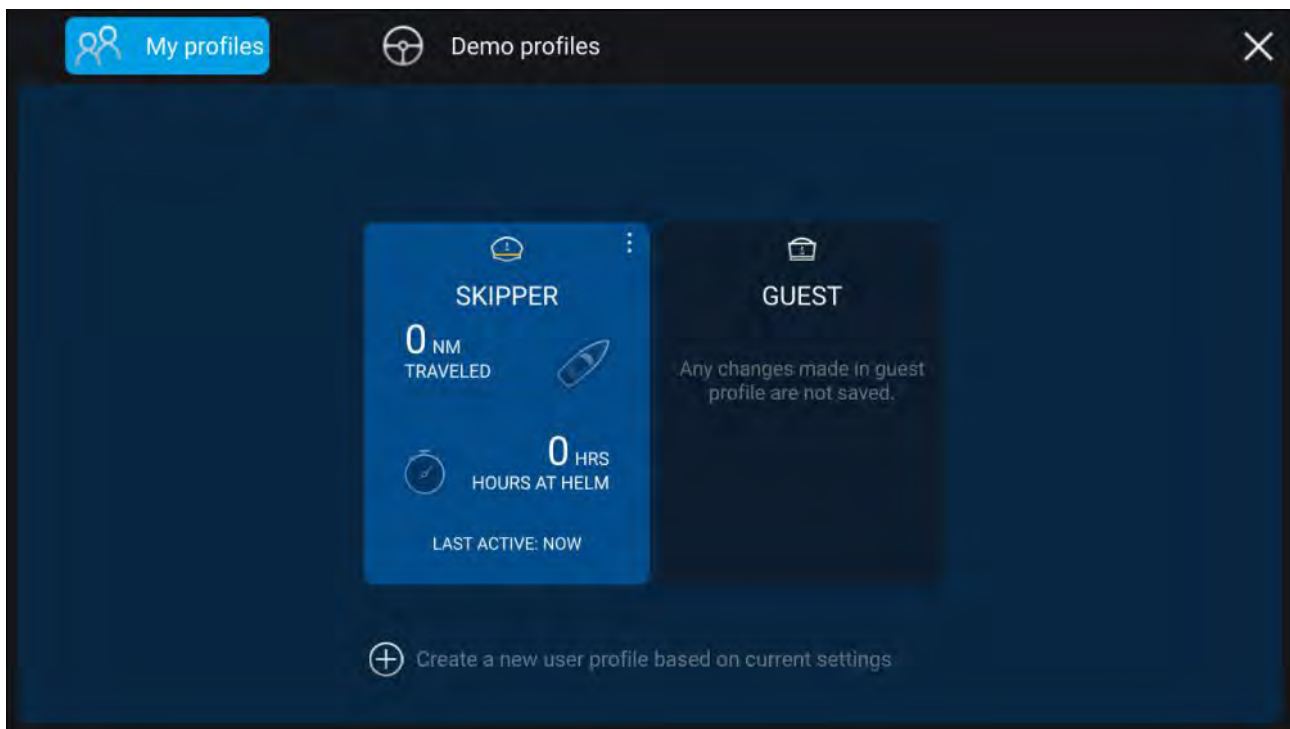 My profiles
Demo profiles
SKIPPER
0 NM
TRAVELED
0 HRS
HOURS AT HELM
LAST ACTIVE: NOW
GUEST
Any changes made in guest
profile are not saved.
Create a new user profile based on current settings